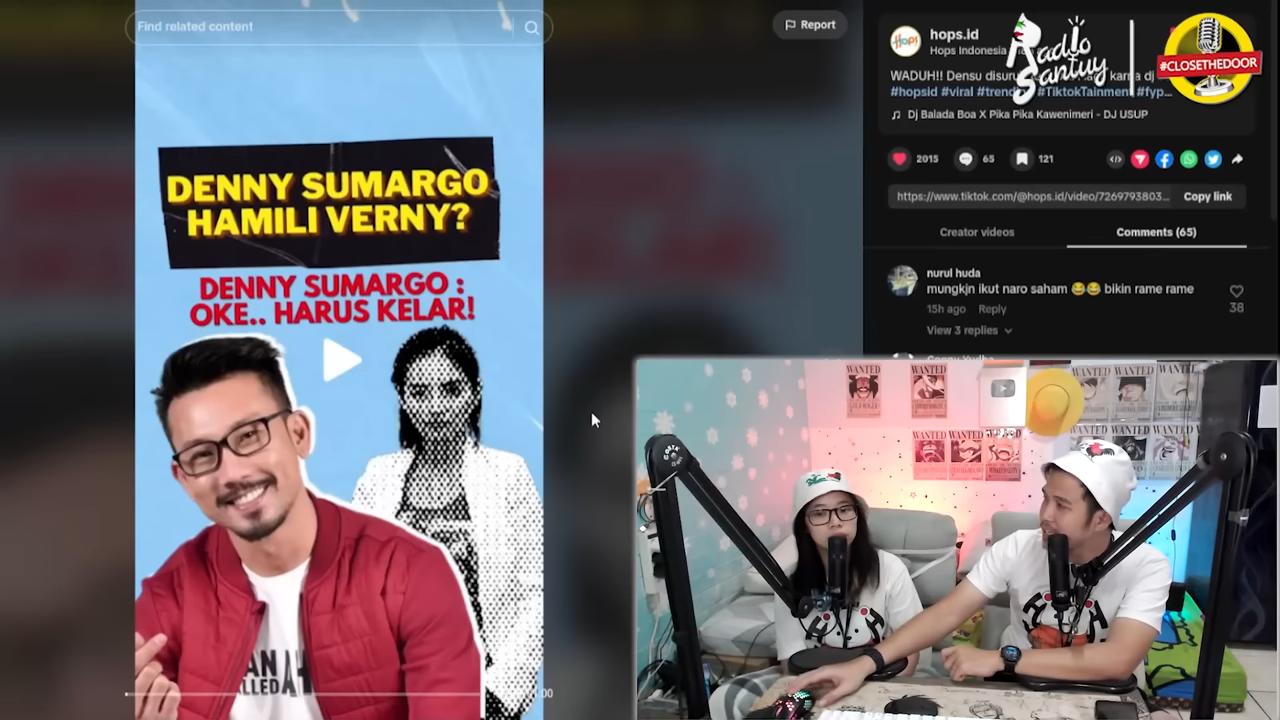 Find related content
Report
DENNY SUMARGO
HAMILI VERNY?
DENNY SUMARGO :
OKE.. HARUS KELAR!
hops.id
Hops Indonesia
Radio
Santuy
#CLOSETHEDOOR
WADUH!! Densu
#hopsid #viral #TiktokTainment #fyp...
Dj Balada Boa X Pika Pika Kawenimeri - DJ USUP
2015 65 121
https://www.tiktok.com/@hops.id/video/7269793803... Copy link
Creator videos Comments (65)
nurul huda
mungkjn ikut naro saham 😂😂 bikin rame rame
38
15h ago Reply
View 3 replies
WANTED WANTED
WANTED WANTED WANTED
WANTED WANTED WANTED